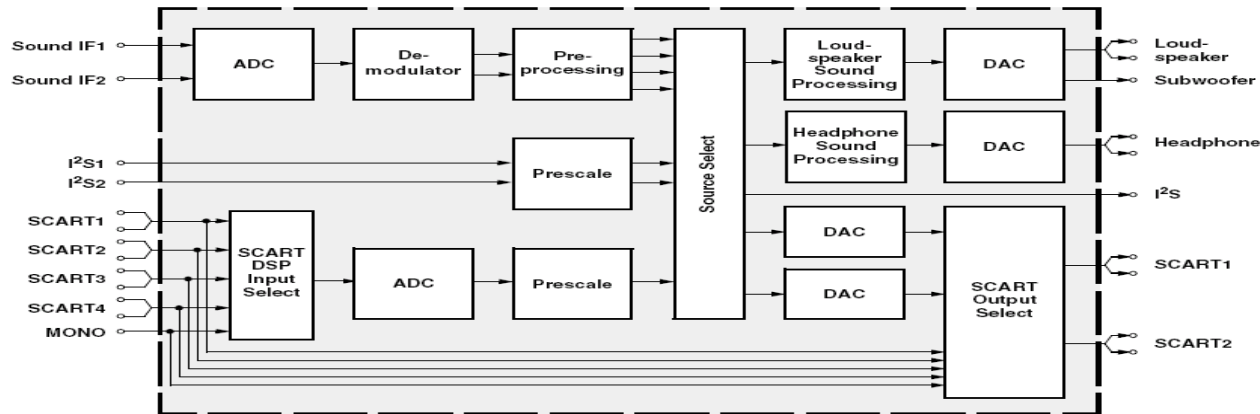 Sound IF1
Sound IF2
ADC
De-
modulator
Pre-
processing
Loud-
speaker
Sound
Processing
DAC
Loud-
speaker
Subwoofer
I²S1
I²S2
Prescale
Source Select
Headphone
Sound
Processing
DAC
Headphone
I²S
SCART1
SCART2
SCART3
SCART4
MONO
SCART
DSP
Input
Select
ADC
Prescale
DAC
DAC
SCART
Output
Select
SCART1
SCART2